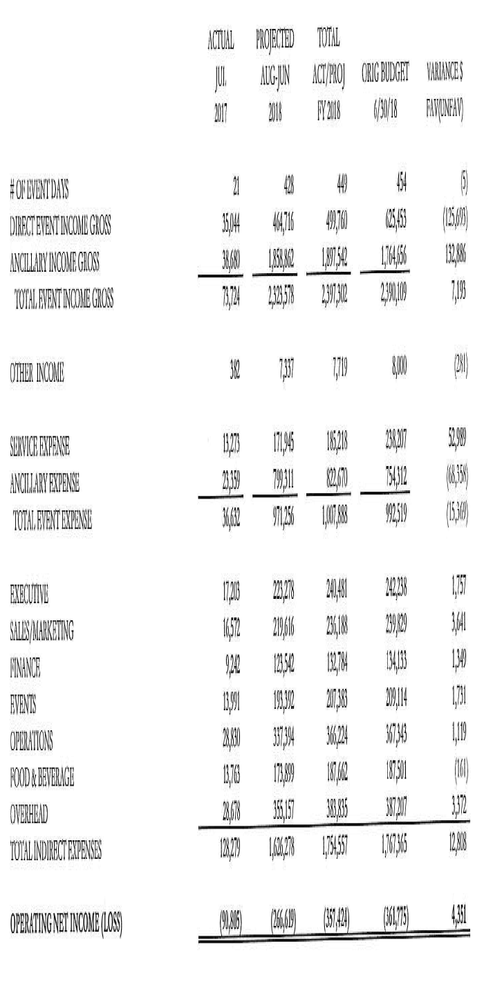 ACTUAL PROJECTED TOTAL
JUL AUG-JUN ACT/PROJ ORIG BUDGET VARIANCE $
2017 2018 FY 2018 6/30/18 FAV(UNFAV)
# OF EVENT DAYS 21 428 449 454 (5)
DIRECT EVENT INCOME GROSS 35,044 464,716 499,760 625,453 (125,693)
ANCILLARY INCOME GROSS 38,680 1,858,862 1,897,542 1,764,656 132,886
TOTAL EVENT INCOME GROSS 73,724 2,323,578 2,397,302 2,390,109 7,193
OTHER INCOME 382 7,337 7,719 8,000 (281)
SERVICE EXPENSE 13,273 171,945 185,218 238,207 52,989
ANCILLARY EXPENSE 23,359 799,311 822,670 754,312 (68,358)
TOTAL EVENT EXPENSE 36,632 971,256 1,007,888 992,519 (15,369)
EXECUTIVE 17,203 223,278 240,481 242,238 1,757
SALES/MARKETING 16,572 219,616 236,188 239,829 3,641
FINANCE 9,242 123,542 132,784 134,133 1,349
EVENTS 13,991 193,392 207,383 209,114 1,731
OPERATIONS 28,830 337,394 366,224 367,343 1,119
FOOD & BEVERAGE 13,763 173,899 187,662 187,501 (161)
OVERHEAD 28,678 355,157 383,835 387,207 3,372
TOTAL INDIRECT EXPENSES 128,279 1,626,278 1,754,557 1,767,365 12,808
OPERATING NET INCOME (LOSS) (90,805) (266,619) (357,424) (361,775) 4,351